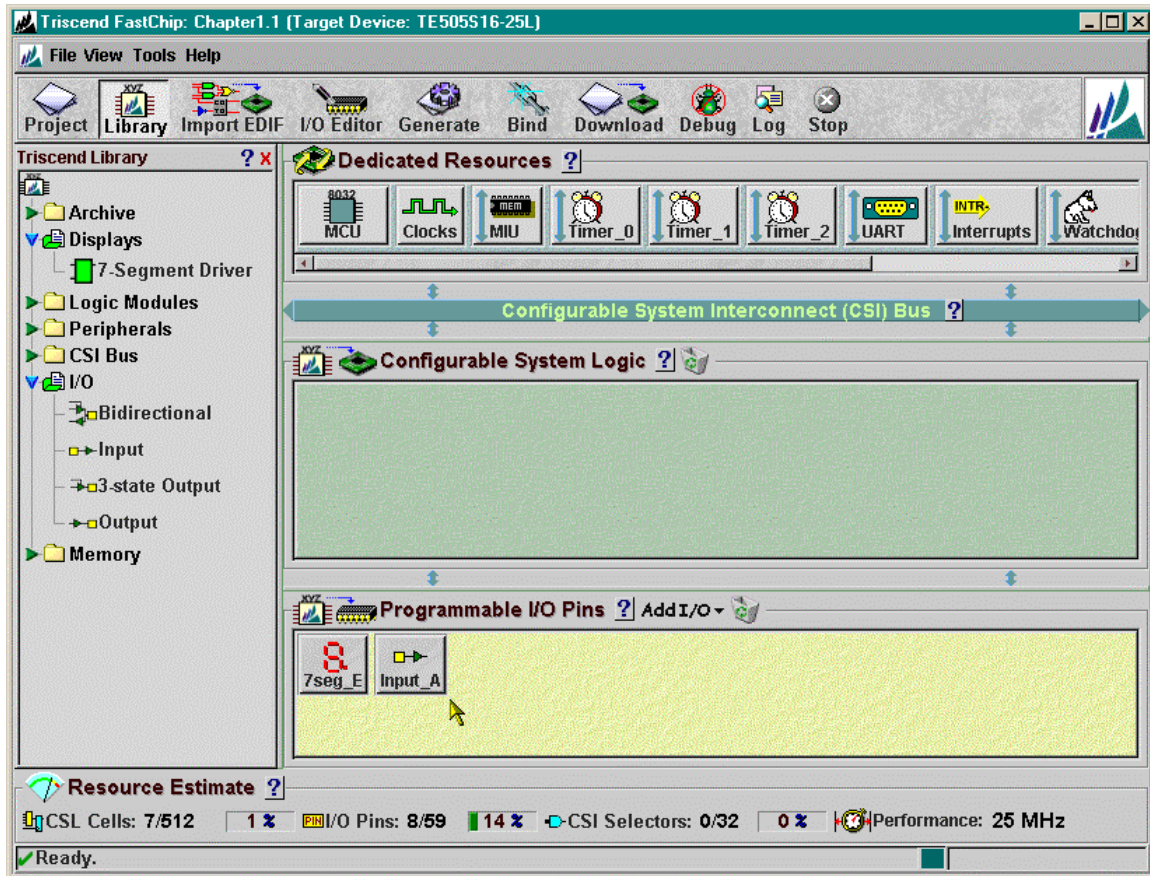 Triscend FastChip: Chapter1.1 (Target Device: TE505S16-25L)
File View Tools Help
Project Library Import EDIF I/O Editor Generate Bind Download Debug Log Stop
Triscend Library ? X
Archive
Displays
7-Segment Driver
Logic Modules
Peripherals
CSI Bus
I/O
Bidirectional
Input
3-state Output
Output
Memory
Dedicated Resources ?
8032
MCU Clocks MIU Timer_0 Timer_1 Timer_2 UART Interrupts Watchdog
mem
INTR
Configurable System Interconnect (CSI) Bus ?
XYZ
Configurable System Logic ?
XYZ
Programmable I/O Pins ? Add I/O
7seg_E Input_A
Resource Estimate ?
CSL Cells: 7/512 1 % PIN I/O Pins: 8/59 14 % CSI Selectors: 0/32 0 % Performance: 25 MHz
Ready.